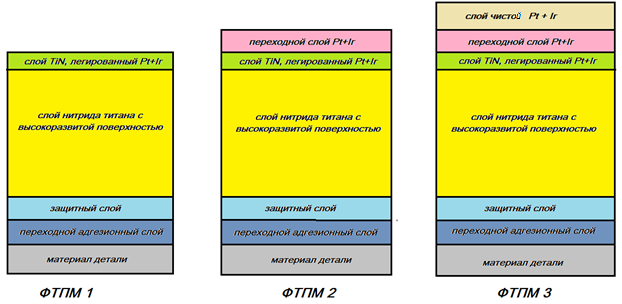 слой TiN, легированный Pt+Ir
слой нитрида титана с
высокоразвитой поверхностью
защитный слой
переходной адгезионный слой
материал детали
ФТПМ 1
переходной слой Pt+Ir
слой TiN, легированный Pt+Ir
слой нитрида титана с
высокоразвитой поверхностью
защитный слой
переходной адгезионный слой
материал детали
ФТПМ 2
слой чистой Pt + Ir
переходной слой Pt+Ir
слой TiN, легированный Pt+Ir
слой нитрида титана с
высокоразвитой поверхностью
защитный слой
переходной адгезионный слой
материал детали
ФТПМ 3